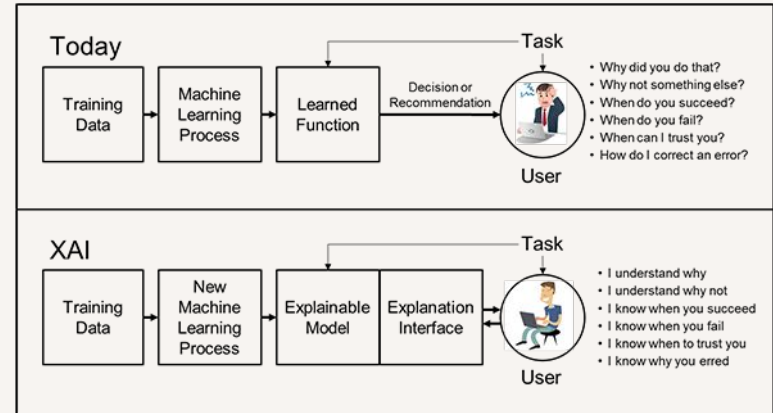 Today
Training
Data
Machine
Learning
Process
Learned
Function
Decision or
Recommendation
Task
User
• Why did you do that?
• Why not something else?
• When do you succeed?
• When do you fail?
• When can I trust you?
• How do I correct an error?
XAI
Training
Data
New
Machine
Learning
Process
Explainable
Model
Explanation
Interface
Task
User
• I understand why
• I understand why not
• I know when you succeed
• I know when you fail
• I know when to trust you
• I know why you erred